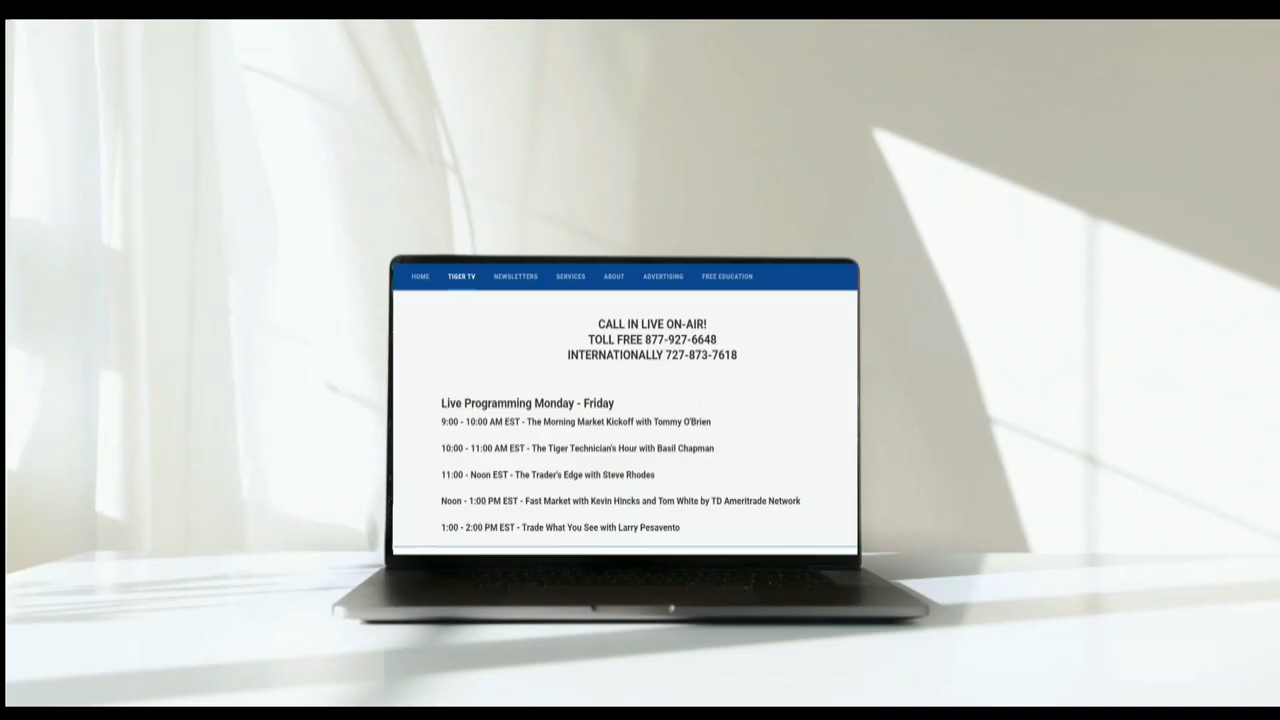 HOME TIGER TV NEWSLETTERS SERVICES ABOUT ADVERTISING FREE EDUCATION
CALL IN LIVE ON-AIR!
TOLL FREE 877-927-6648
INTERNATIONALLY 727-873-7618
Live Programming Monday - Friday
9:00 - 10:00 AM EST - The Morning Market Kickoff with Tommy O'Brien
10:00 - 11:00 AM EST - The Tiger Technician's Hour with Basil Chapman
11:00 - Noon EST - The Trader's Edge with Steve Rhodes
Noon - 1:00 PM EST - Fast Market with Kevin Hincks and Tom White by TD Ameritrade Network
1:00 - 2:00 PM EST - Trade What You See with Larry Pesavento